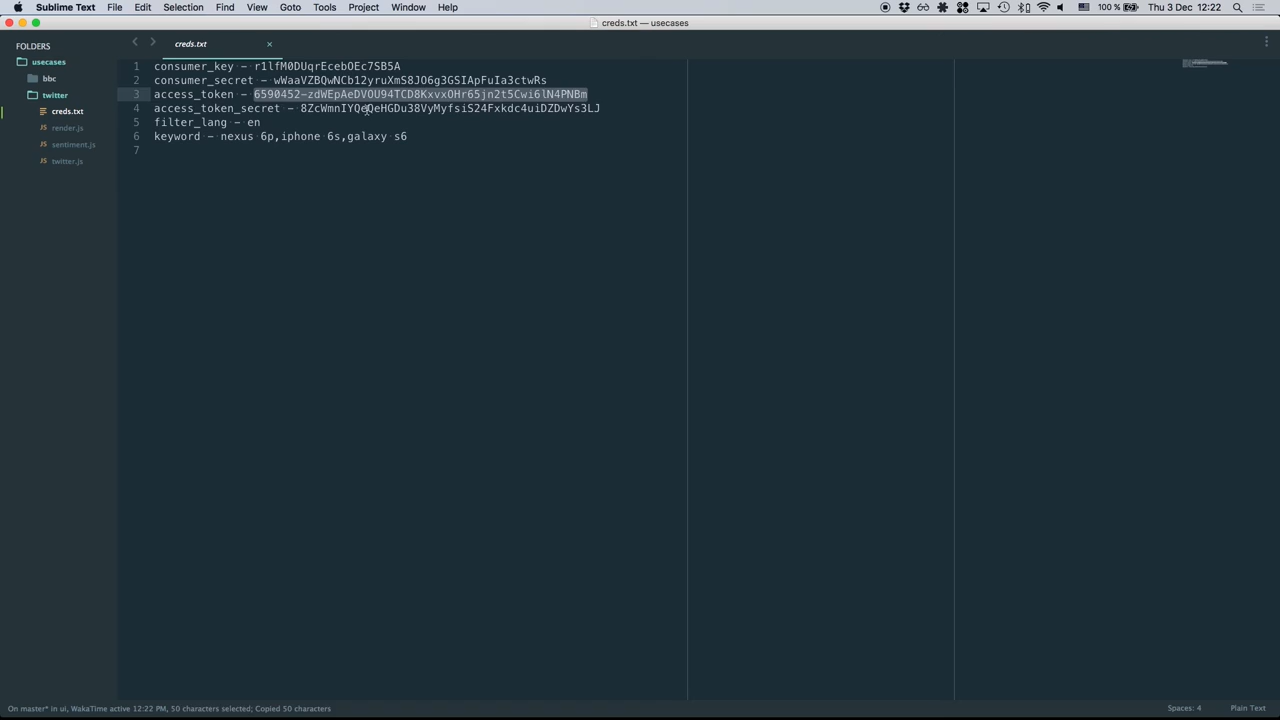 Sublime Text File Edit Selection Find View Goto Tools Project Window Help 100 % Thu 3 Dec 12:22
creds.txt — usecases
FOLDERS
usecases
bbc
twitter
creds.txt
JS render.js
JS sentiment.js
JS twitter.js
creds.txt ×
1 consumer_key - r1lfM0DUqrEcebOEc7SB5A
2 consumer_secret - wWaaVZBQwNCb12yruXmS8JO6g3GSIApFuIa3ctwRs
3 access_token - 6590452-zdWEpAeDVOU94TCD8KxvxOHr65jn2t5Cwi6lN4PNBm
4 access_token_secret -
5 filter_lang - en
6 keyword - nexus 6p,iphone 6s,galaxy s6
7
On master* in ui, WakaTime active 12:22 PM, 50 characters selected; Copied 50 characters Spaces: 4 Plain Text